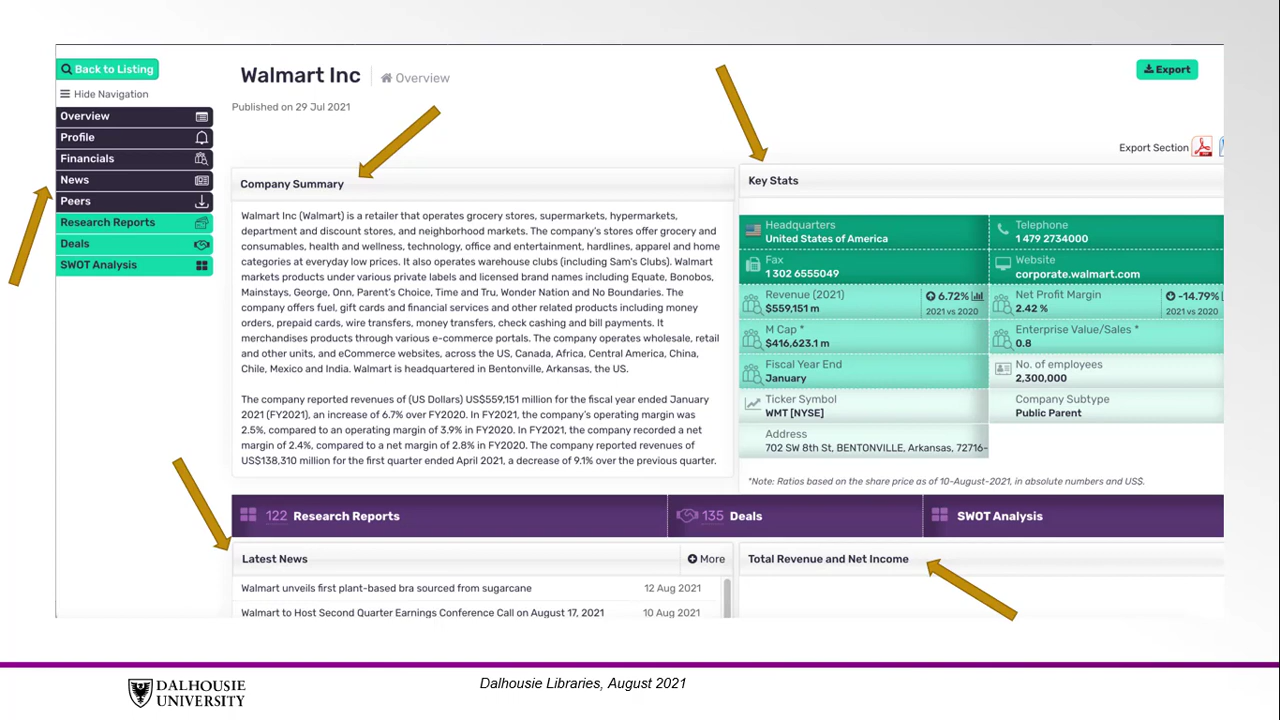 Back to Listing
Hide Navigation
Overview
Profile
Financials
News
Peers
Research Reports
Deals
SWOT Analysis
Walmart Inc
Overview
Published on 29 Jul 2021
Export
Export Section
Company Summary
Walmart Inc (Walmart) is a retailer that operates grocery stores, supermarkets, hypermarkets,
department and discount stores, and neighborhood markets. The company's stores offer grocery and
consumables, health and wellness, technology, office and entertainment, hardlines, apparel and home
categories at everyday low prices. It also operates warehouse clubs (including Sam's Clubs). Walmart
markets products under various private labels and licensed brand names including Equate, Bonobos,
Mainstays, George, Onn, Parent's Choice, Time and Tru, Wonder Nation and No Boundaries. The
company offers fuel, gift cards and financial services and other related products including money
orders, prepaid cards, wire transfers, money transfers, check cashing and bill payments. It
merchandises products through various e-commerce portals. The company operates wholesale, retail
and other units, and eCommerce websites, across the US, Canada, Africa, Central America, China,
Chile, Mexico and India. Walmart is headquartered in Bentonville, Arkansas, the US.
The company reported revenues of (US Dollars) US$559,151 million for the fiscal year ended January
2021 (FY2021), an increase of 6.7% over FY2020. In FY2021, the company's operating margin was
2.5%, compared to an operating margin of 3.9% in FY2020. In FY2021, the company recorded a net
margin of 2.4%, compared to a net margin of 2.8% in FY2020. The company reported revenues of
US$138,310 million for the first quarter ended April 2021, a decrease of 9.1% over the previous quarter.
Key Stats
Headquarters
United States of America
Telephone
1 479 2734000
Fax
1 302 6555049
Website
corporate.walmart.com
Revenue (2021)
$559,151 m
6.72%
2021 vs 2020
Net Profit Margin
2.42 %
-14.79%
2021 vs 2020
M Cap *
$416,623.1 m
Enterprise Value/Sales *
0.8
Fiscal Year End
January
No. of employees
2,300,000
Ticker Symbol
WMT [NYSE]
Company Subtype
Public Parent
Address
702 SW 8th St, BENTONVILLE, Arkansas, 72716-
*Note: Ratios based on the share price as of 10-August-2021, in absolute numbers and US$.
122 Research Reports
135 Deals
SWOT Analysis
Latest News
More
Walmart unveils first plant-based bra sourced from sugarcane
12 Aug 2021
Walmart to Host Second Quarter Earnings Conference Call on August 17, 2021
10 Aug 2021
Total Revenue and Net Income
DALHOUSIE
UNIVERSITY
Dalhousie Libraries, August 2021